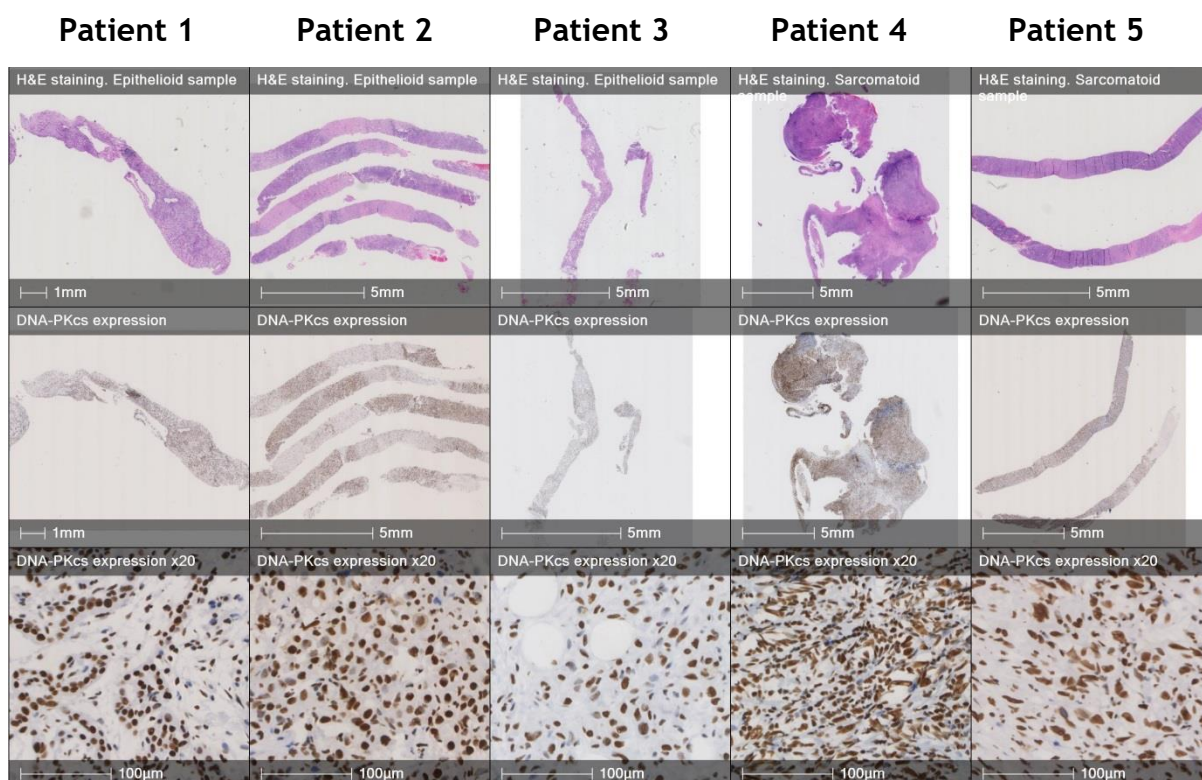 Patient 1 Patient 2 Patient 3 Patient 4 Patient 5
H&E staining. Epithelioid sample
H&E staining. Epithelioid sample
H&E staining. Epithelioid sample
H&E staining. Sarcomatoid
sample
H&E staining. Sarcomatoid
sample
1mm
5mm
5mm
5mm
5mm
DNA-PKcs expression
DNA-PKcs expression
DNA-PKcs expression
DNA-PKcs expression
DNA-PKcs expression
1mm
5mm
5mm
5mm
5mm
DNA-PKcs expression x20
DNA-PKcs expression x20
DNA-PKcs expression x20
DNA-PKcs expression x20
DNA-PKcs expression x20
100µm
100µm
100µm
100µm
100µm